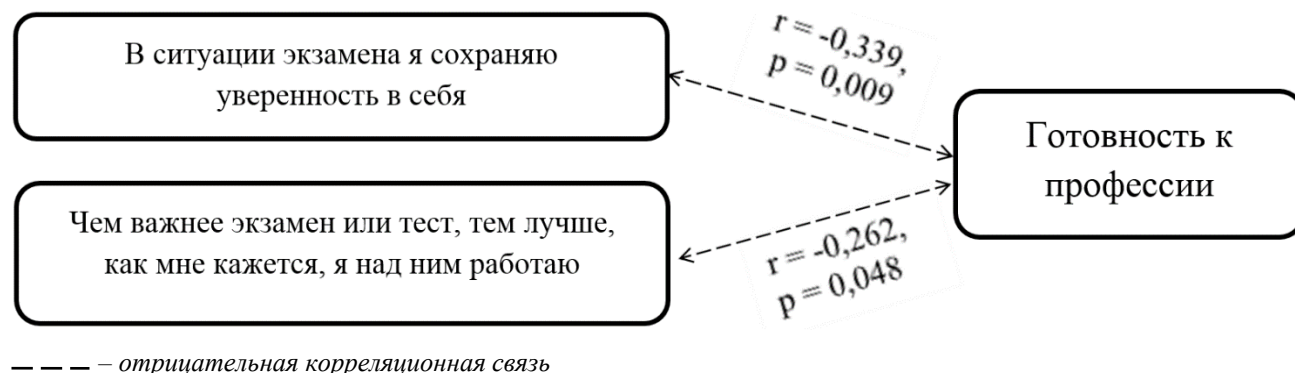 В ситуации экзамена я сохраняю
уверенность в себя
r = -0,339,
p = 0,009
Готовность к
профессии
Чем важнее экзамен или тест, тем лучше,
как мне кажется, я над ним работаю
r = -0,262,
p = 0,048
– отрицательная корреляционная связь